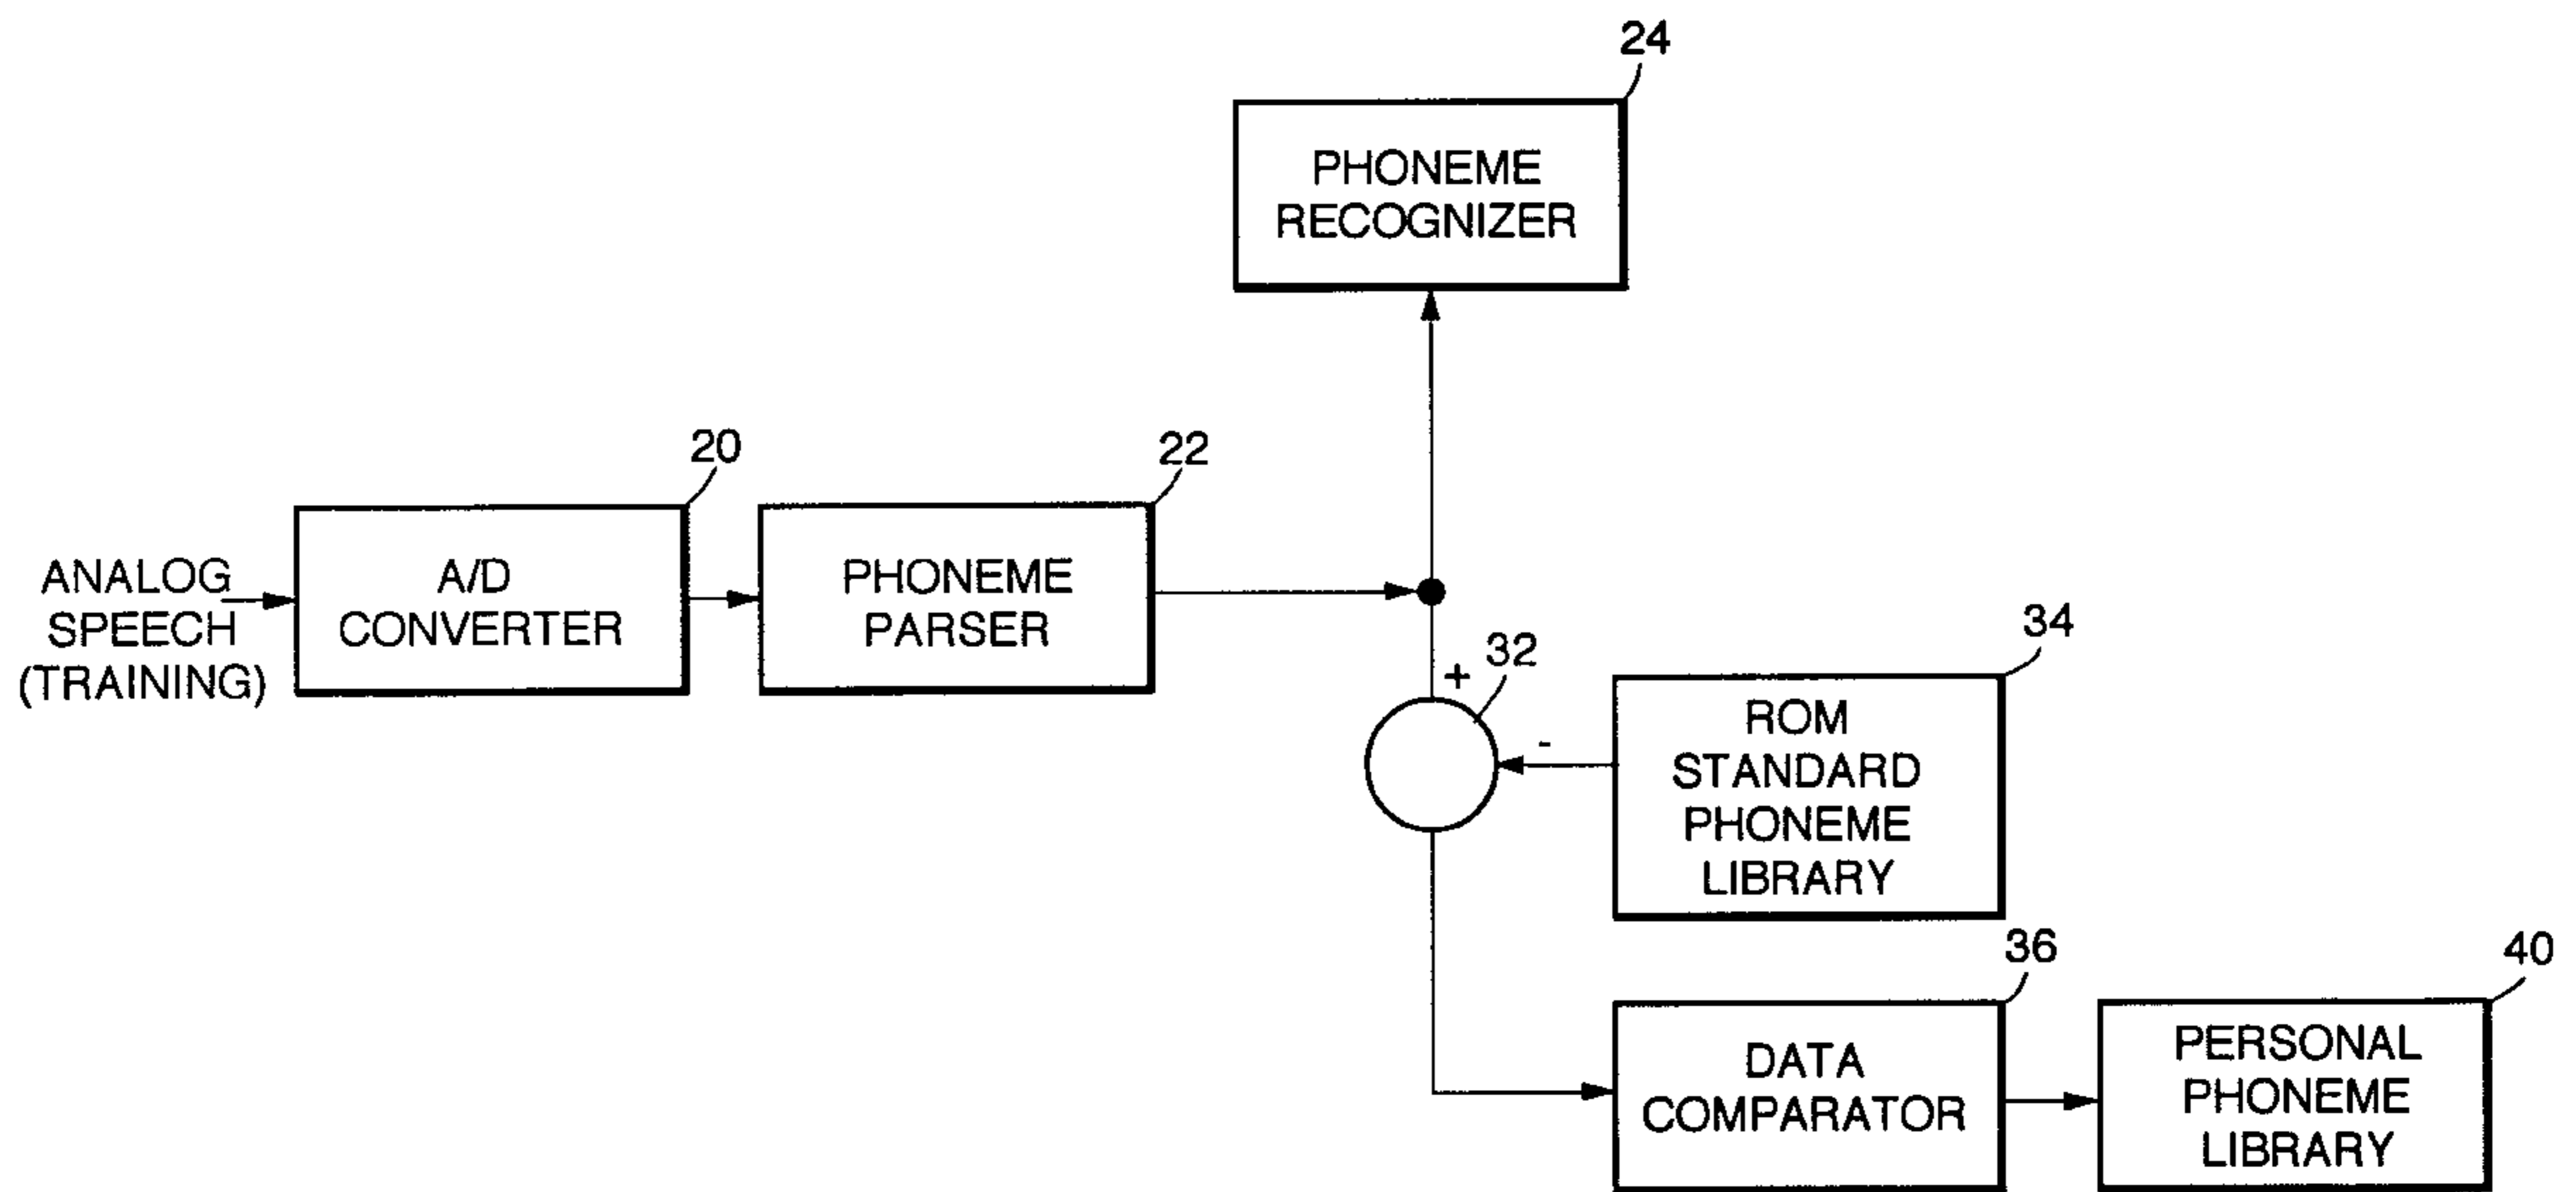 24
PHONEME
RECOGNIZER
20
22
ANALOG
SPEECH
(TRAINING)
A/D
CONVERTER
PHONEME
PARSER
+
32
34
-
ROM
STANDARD
PHONEME
LIBRARY
36
40
DATA
COMPARATOR
PERSONAL
PHONEME
LIBRARY